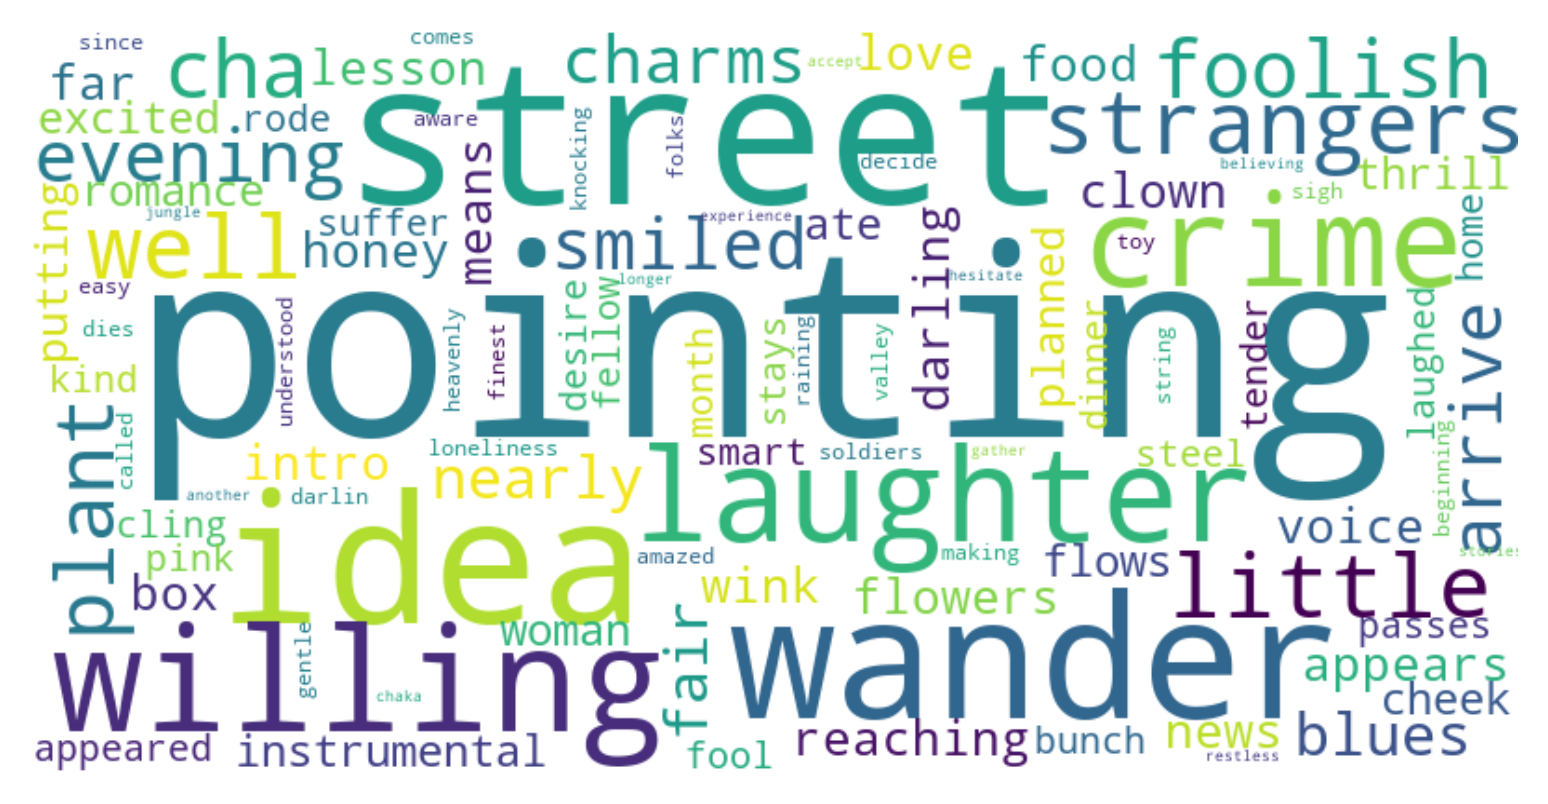 since
comes
far
cha
lesson
charms
accept
love
food
foolish
excited
.rode
street
aware
knocking
folks
decide
strangers
believing
evening
romance
means
thrill
putting
jungle
well
suffer
honey
smiled
experience
ate
clown
toy
sigh
crime
home
easy
dies
kind
pointing
understood
heavenly
finest
desire
fellow
longer
month
stays
raining
valley
darling
hesitate
planned
dinner
string
tender
laughed
arrive
plant
called
intro
another
darlin
loneliness
nearly
smart
soldiers
laughter
gather
steel
beginning
voice
stories
cling
pink
box
idea
amazed
wink
making
flowers
flows
little
passes
willing
gentle
chaka
woman
fair
wander
appears
cheek
appeared
instrumental
fool
reaching
bunch
news
restless
blues